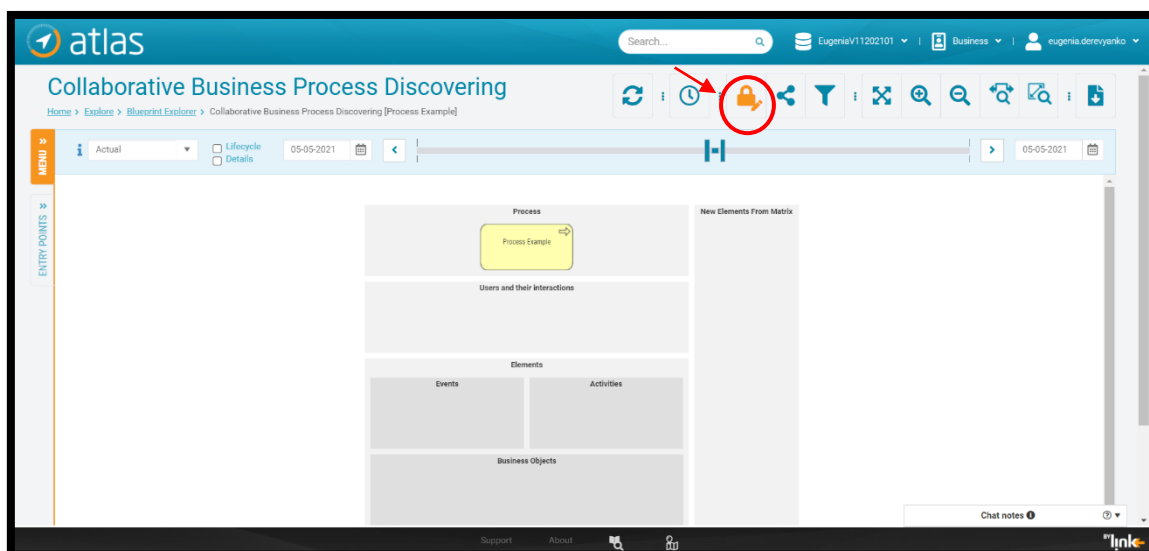 atlas
Search...
EugeniaV11202101
Business
eugenia.derevyanko
Collaborative Business Process Discovering
Home > Explore > Blueprint Explorer > Collaborative Business Process Discovering [Process Example]
MENU »
Actual
Lifecycle
Details
05-05-2021
05-05-2021
ENTRY POINTS »
Process
New Elements From Matrix
Process Example
Users and their interactions
Elements
Events
Activities
Business Objects
Chat notes
Support
About
BY link